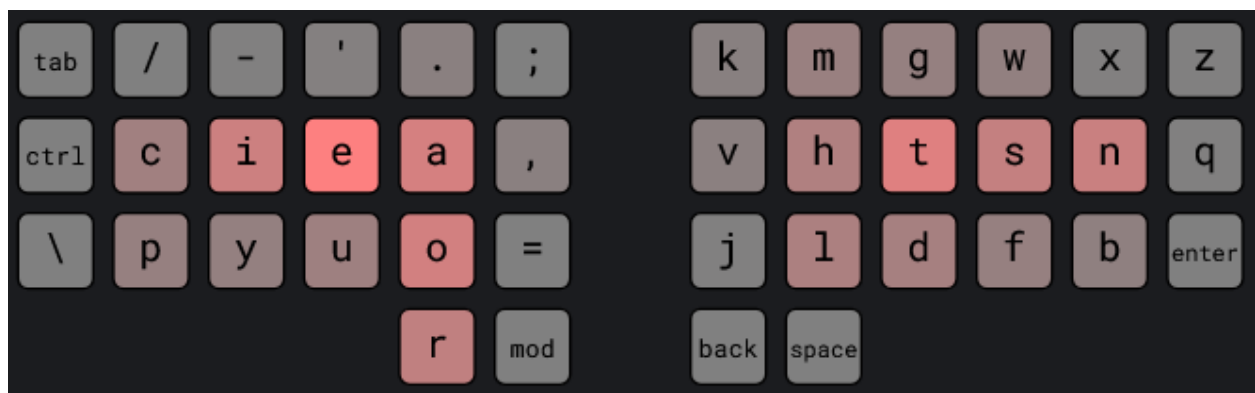 tab / - ' . ; k m g w x z
ctrl c i e a , v h t s n q
\ p y u o = j l d f b enter
r mod back space